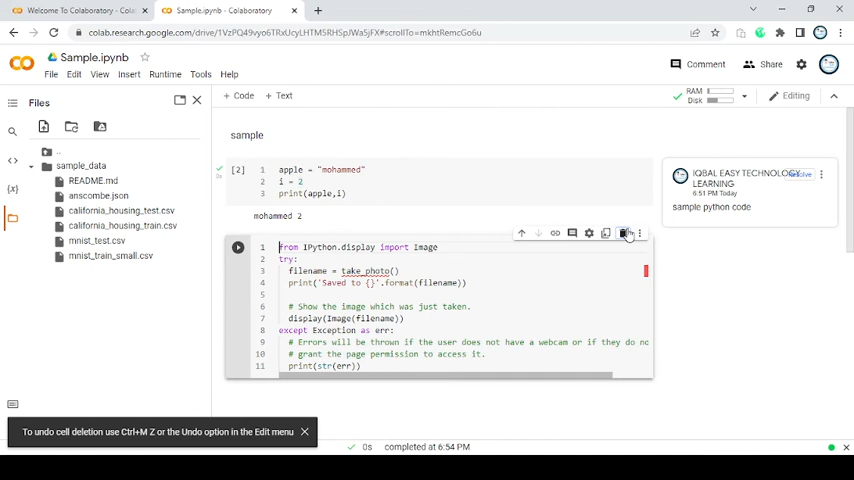 Welcome To Colaboratory - Cola
Sample.ipynb - Colaboratory
colab.research.google.com/drive/1VzPQ49vyo6TRxUcyLHTM5RHSpLWa5jFX#scrollTo=mkhtRemcGo6u
Sample.ipynb
Comment
Share
File Edit View Insert Runtime Tools Help
Files
+ Code + Text
RAM
Disk
Editing
..
sample_data
README.md
anscombe.json
california_housing_test.csv
california_housing_train.csv
mnist_test.csv
mnist_train_small.csv
sample
[2]
0s
1 apple = "mohammed"
2 i = 2
3 print(apple,i)
mohammed 2
1 from IPython.display import Image
2 try:
3 filename = take_photo()
4 print('Saved to {}'.format(filename))
5
6 # Show the image which was just taken.
7 display(Image(filename))
8 except Exception as err:
9 # Errors will be thrown if the user does not have a webcam or if they do no
10 # grant the page permission to access it.
11 print(str(err))
IQBAL EASY TECHNOLOGY
LEARNING
Resolve
6:51 PM Today
sample python code
To undo cell deletion use Ctrl+M Z or the Undo option in the Edit menu
0s completed at 6:54 PM